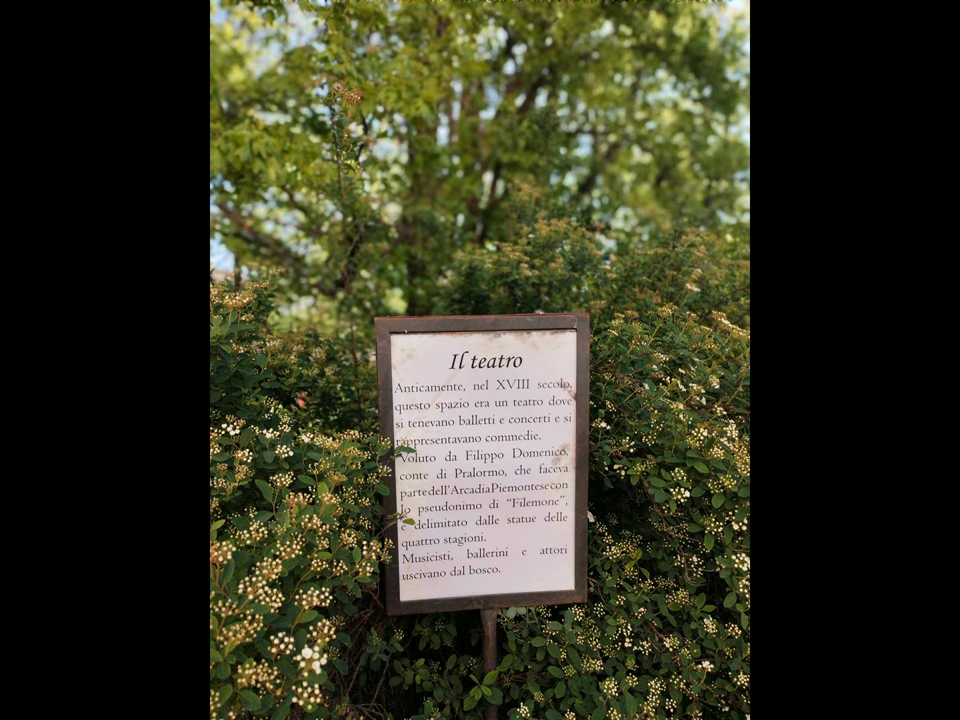 Il teatro
Anticamente, nel XVIII secolo,
questo spazio era un teatro dove
si tenevano balletti e concerti e si
rappresentavano commedie.
Voluto da Filippo Domenico,
conte di Pralormo, che faceva
parte dell'Arcadia Piemontese con
lo pseudonimo di "Filemone",
è delimitato dalle statue delle
quattro stagioni.
Musicisti, ballerini e attori
uscivano dal bosco.